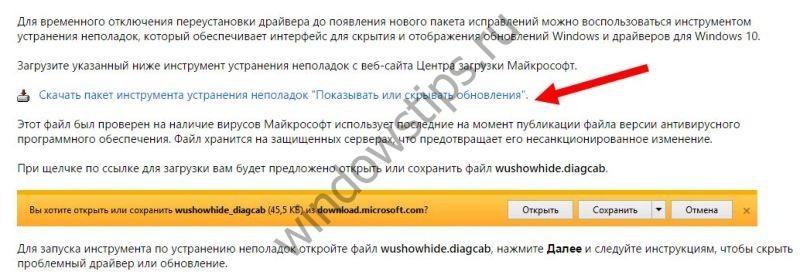 Для временного отключения переустановки драйвера до появления нового пакета исправлений можно воспользоваться инструментом
устранения неполадок, который обеспечивает интерфейс для скрытия и отображения обновлений Windows и драйверов для Windows 10.
Загрузите указанный ниже инструмент устранения неполадок с веб-сайта Центра загрузки Майкрософт.
Скачать пакет инструмента устранения неполадок "Показывать или скрывать обновления".
Этот файл был проверен на наличие вирусов Майкрософт использует последние на момент публикации файла версии антивирусного
программного обеспечения. Файл хранится на защищенных серверах, что предотвращает его несанкционированное изменение.
При щелчке по ссылке для загрузки вам будет предложено открыть или сохранить файл wushowhide.diagcab.
Вы хотите открыть или сохранить wushowhide_diagcab (45,5 КБ) из download.microsoft.com? Открыть Сохранить Отмена
Для запуска инструмента по устранению неполадок откройте файл wushowhide.diagcab, нажмите Далее и следуйте инструкциям, чтобы скрыть
проблемный драйвер или обновление.
windowstips.ru